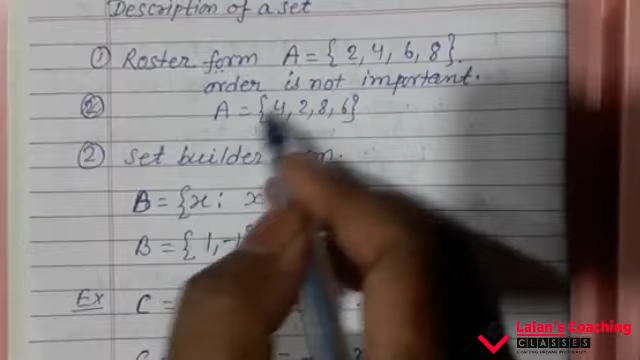 Description of a set
① Roster form A = { 2, 4, 6, 8 }.
order is not important.
② A = { 4, 2, 8, 6 }
② Set builder
B = { x : x
B = { 1, -1
Ex C =
Lalan's Coaching
CLASSES